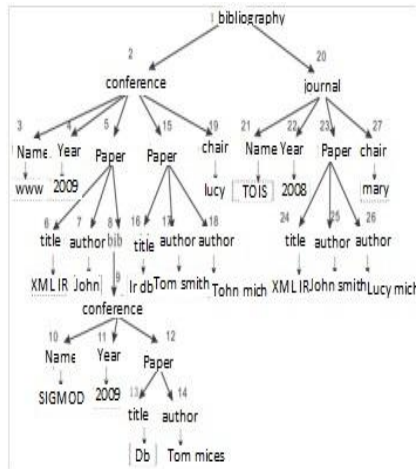 1 bibliography
2 20
conference journal
3 4 5 15 19 21 22 23 27
Name Year Paper Paper chair Name Year Paper chair
www 2009 lucy TOIS 2008 mary
6 7 8 16 17 18 24 25 26
title author bib title author author title author author
XML IR John Ir db Tom smith Tohn mich XML IR John smith Lucy mich
9
conference
10 11 12
Name Year Paper
SIGMOD 2009
13 14
title author
Db Tom mices